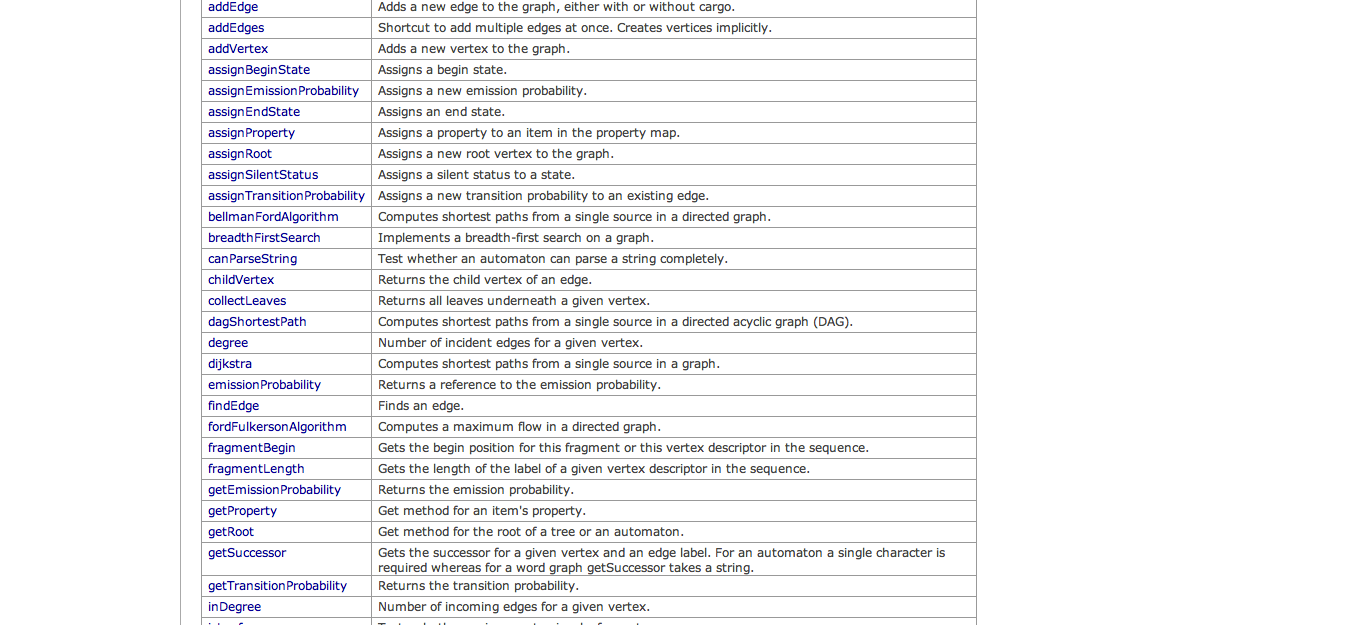 addEdge Adds a new edge to the graph, either with or without cargo.
addEdges Shortcut to add multiple edges at once. Creates vertices implicitly.
addVertex Adds a new vertex to the graph.
assignBeginState Assigns a begin state.
assignEmissionProbability Assigns a new emission probability.
assignEndState Assigns an end state.
assignProperty Assigns a property to an item in the property map.
assignRoot Assigns a new root vertex to the graph.
assignSilentStatus Assigns a silent status to a state.
assignTransitionProbability Assigns a new transition probability to an existing edge.
bellmanFordAlgorithm Computes shortest paths from a single source in a directed graph.
breadthFirstSearch Implements a breadth-first search on a graph.
canParseString Test whether an automaton can parse a string completely.
childVertex Returns the child vertex of an edge.
collectLeaves Returns all leaves underneath a given vertex.
dagShortestPath Computes shortest paths from a single source in a directed acyclic graph (DAG).
degree Number of incident edges for a given vertex.
dijkstra Computes shortest paths from a single source in a graph.
emissionProbability Returns a reference to the emission probability.
findEdge Finds an edge.
fordFulkersonAlgorithm Computes a maximum flow in a directed graph.
fragmentBegin Gets the begin position for this fragment or this vertex descriptor in the sequence.
fragmentLength Gets the length of the label of a given vertex descriptor in the sequence.
getEmissionProbability Returns the emission probability.
getProperty Get method for an item's property.
getRoot Get method for the root of a tree or an automaton.
getSuccessor Gets the successor for a given vertex and an edge label. For an automaton a single character is
required whereas for a word graph getSuccessor takes a string.
getTransitionProbability Returns the transition probability.
inDegree Number of incoming edges for a given vertex.